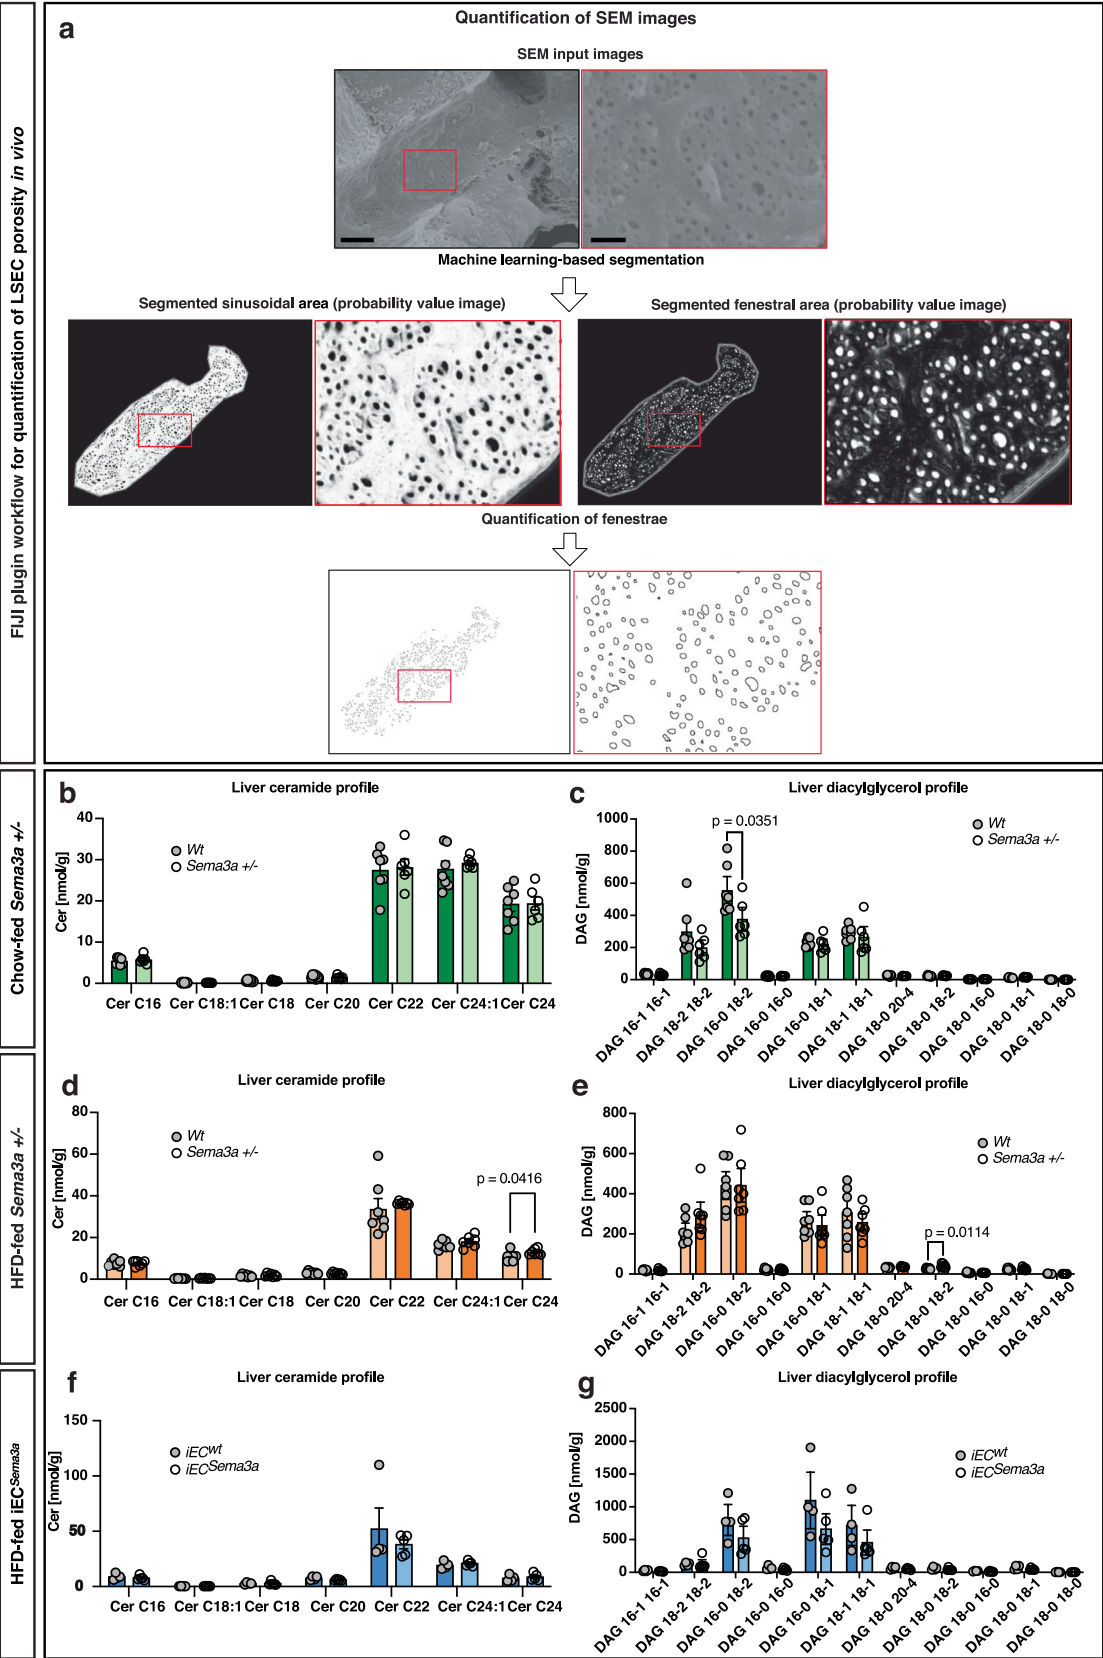 FIJI plugin workflow for quantification of LSEC porosity in vivo
a
Quantification of SEM images
SEM input images
Machine learning-based segmentation
Segmented sinusoidal area (probability value image)
Segmented fenestral area (probability value image)
Quantification of fenestrae
Chow-fed Sema3a +/-
b
Liver ceramide profile
Cer [nmol/g]
40
30
20
10
0
Wt
Sema3a +/-
Cer C16
Cer C18:1
Cer C18
Cer C20
Cer C22
Cer C24:1
Cer C24
c
Liver diacylglycerol profile
DAG [nmol/g]
1000
800
600
400
200
0
p = 0.0351
Wt
Sema3a +/-
DAG 16-1 16-1
DAG 18-2 18-2
DAG 16-0 18-2
DAG 16-0 16-0
DAG 16-0 18-1
DAG 18-1 18-1
DAG 18-0 20-4
DAG 18-0 18-2
DAG 18-0 16-0
DAG 18-0 18-1
DAG 18-0 18-0
HFD-fed Sema3a +/-
d
Liver ceramide profile
Cer [nmol/g]
80
60
40
20
0
Wt
Sema3a +/-
p = 0.0416
Cer C16
Cer C18:1
Cer C18
Cer C20
Cer C22
Cer C24:1
Cer C24
e
Liver diacylglycerol profile
DAG [nmol/g]
800
600
400
200
0
Wt
Sema3a +/-
p = 0.0114
DAG 16-1 16-1
DAG 18-2 18-2
DAG 16-0 18-2
DAG 16-0 16-0
DAG 16-0 18-1
DAG 18-1 18-1
DAG 18-0 20-4
DAG 18-0 18-2
DAG 18-0 16-0
DAG 18-0 18-1
DAG 18-0 18-0
HFD-fed iECSema3a
f
Liver ceramide profile
Cer [nmol/g]
150
100
50
0
iECwt
iECSema3a
Cer C16
Cer C18:1
Cer C18
Cer C20
Cer C22
Cer C24:1
Cer C24
g
Liver diacylglycerol profile
DAG [nmol/g]
2500
2000
1500
1000
500
0
iECwt
iECSema3a
DAG 16-1 16-1
DAG 18-2 18-2
DAG 16-0 18-2
DAG 16-0 16-0
DAG 16-0 18-1
DAG 18-1 18-1
DAG 18-0 20-4
DAG 18-0 18-2
DAG 18-0 16-0
DAG 18-0 18-1
DAG 18-0 18-0